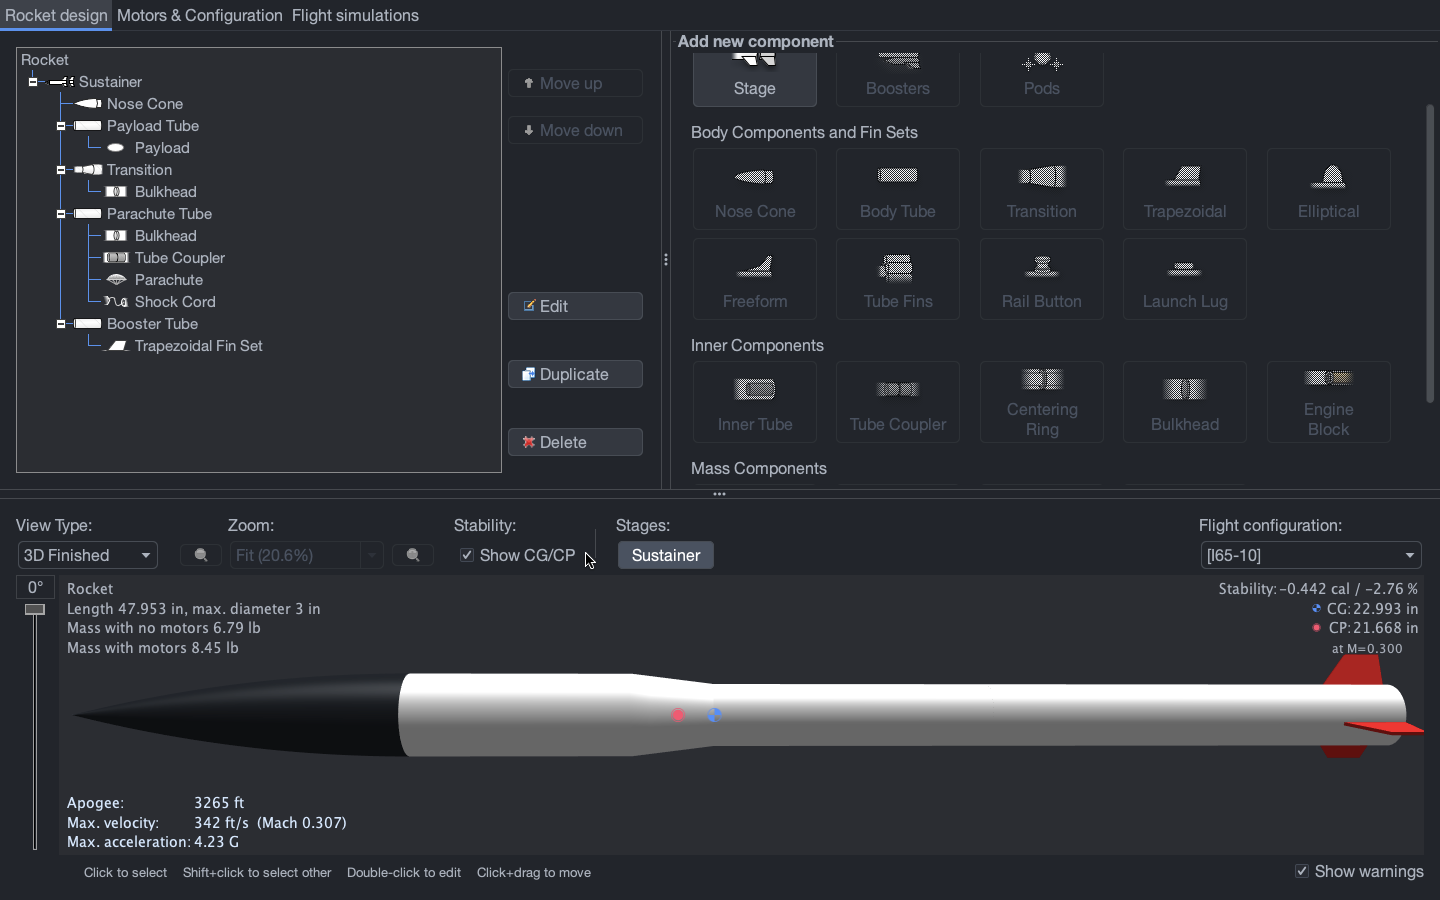 Rocket design Motors & Configuration Flight simulations
Rocket
Sustainer
Nose Cone
Payload Tube
Payload
Transition
Bulkhead
Parachute Tube
Bulkhead
Tube Coupler
Parachute
Shock Cord
Booster Tube
Trapezoidal Fin Set
Move up
Move down
Edit
Duplicate
Delete
Add new component
Stage Boosters Pods
Body Components and Fin Sets
Nose Cone Body Tube Transition Trapezoidal Elliptical
Freeform Tube Fins Rail Button Launch Lug
Inner Components
Inner Tube Tube Coupler Centering Ring Bulkhead Engine Block
Mass Components
View Type: Zoom: Stability: Stages: Flight configuration:
3D Finished Fit (20.6%) Show CG/CP Sustainer [I65-10]
0°
Rocket
Length 47.953 in, max. diameter 3 in
Mass with no motors 6.79 lb
Mass with motors 8.45 lb
Stability: -0.442 cal / -2.76 %
CG: 22.993 in
CP: 21.668 in
at M=0.300
Apogee: 3265 ft
Max. velocity: 342 ft/s (Mach 0.307)
Max. acceleration: 4.23 G
Click to select Shift+click to select other Double-click to edit Click+drag to move Show warnings